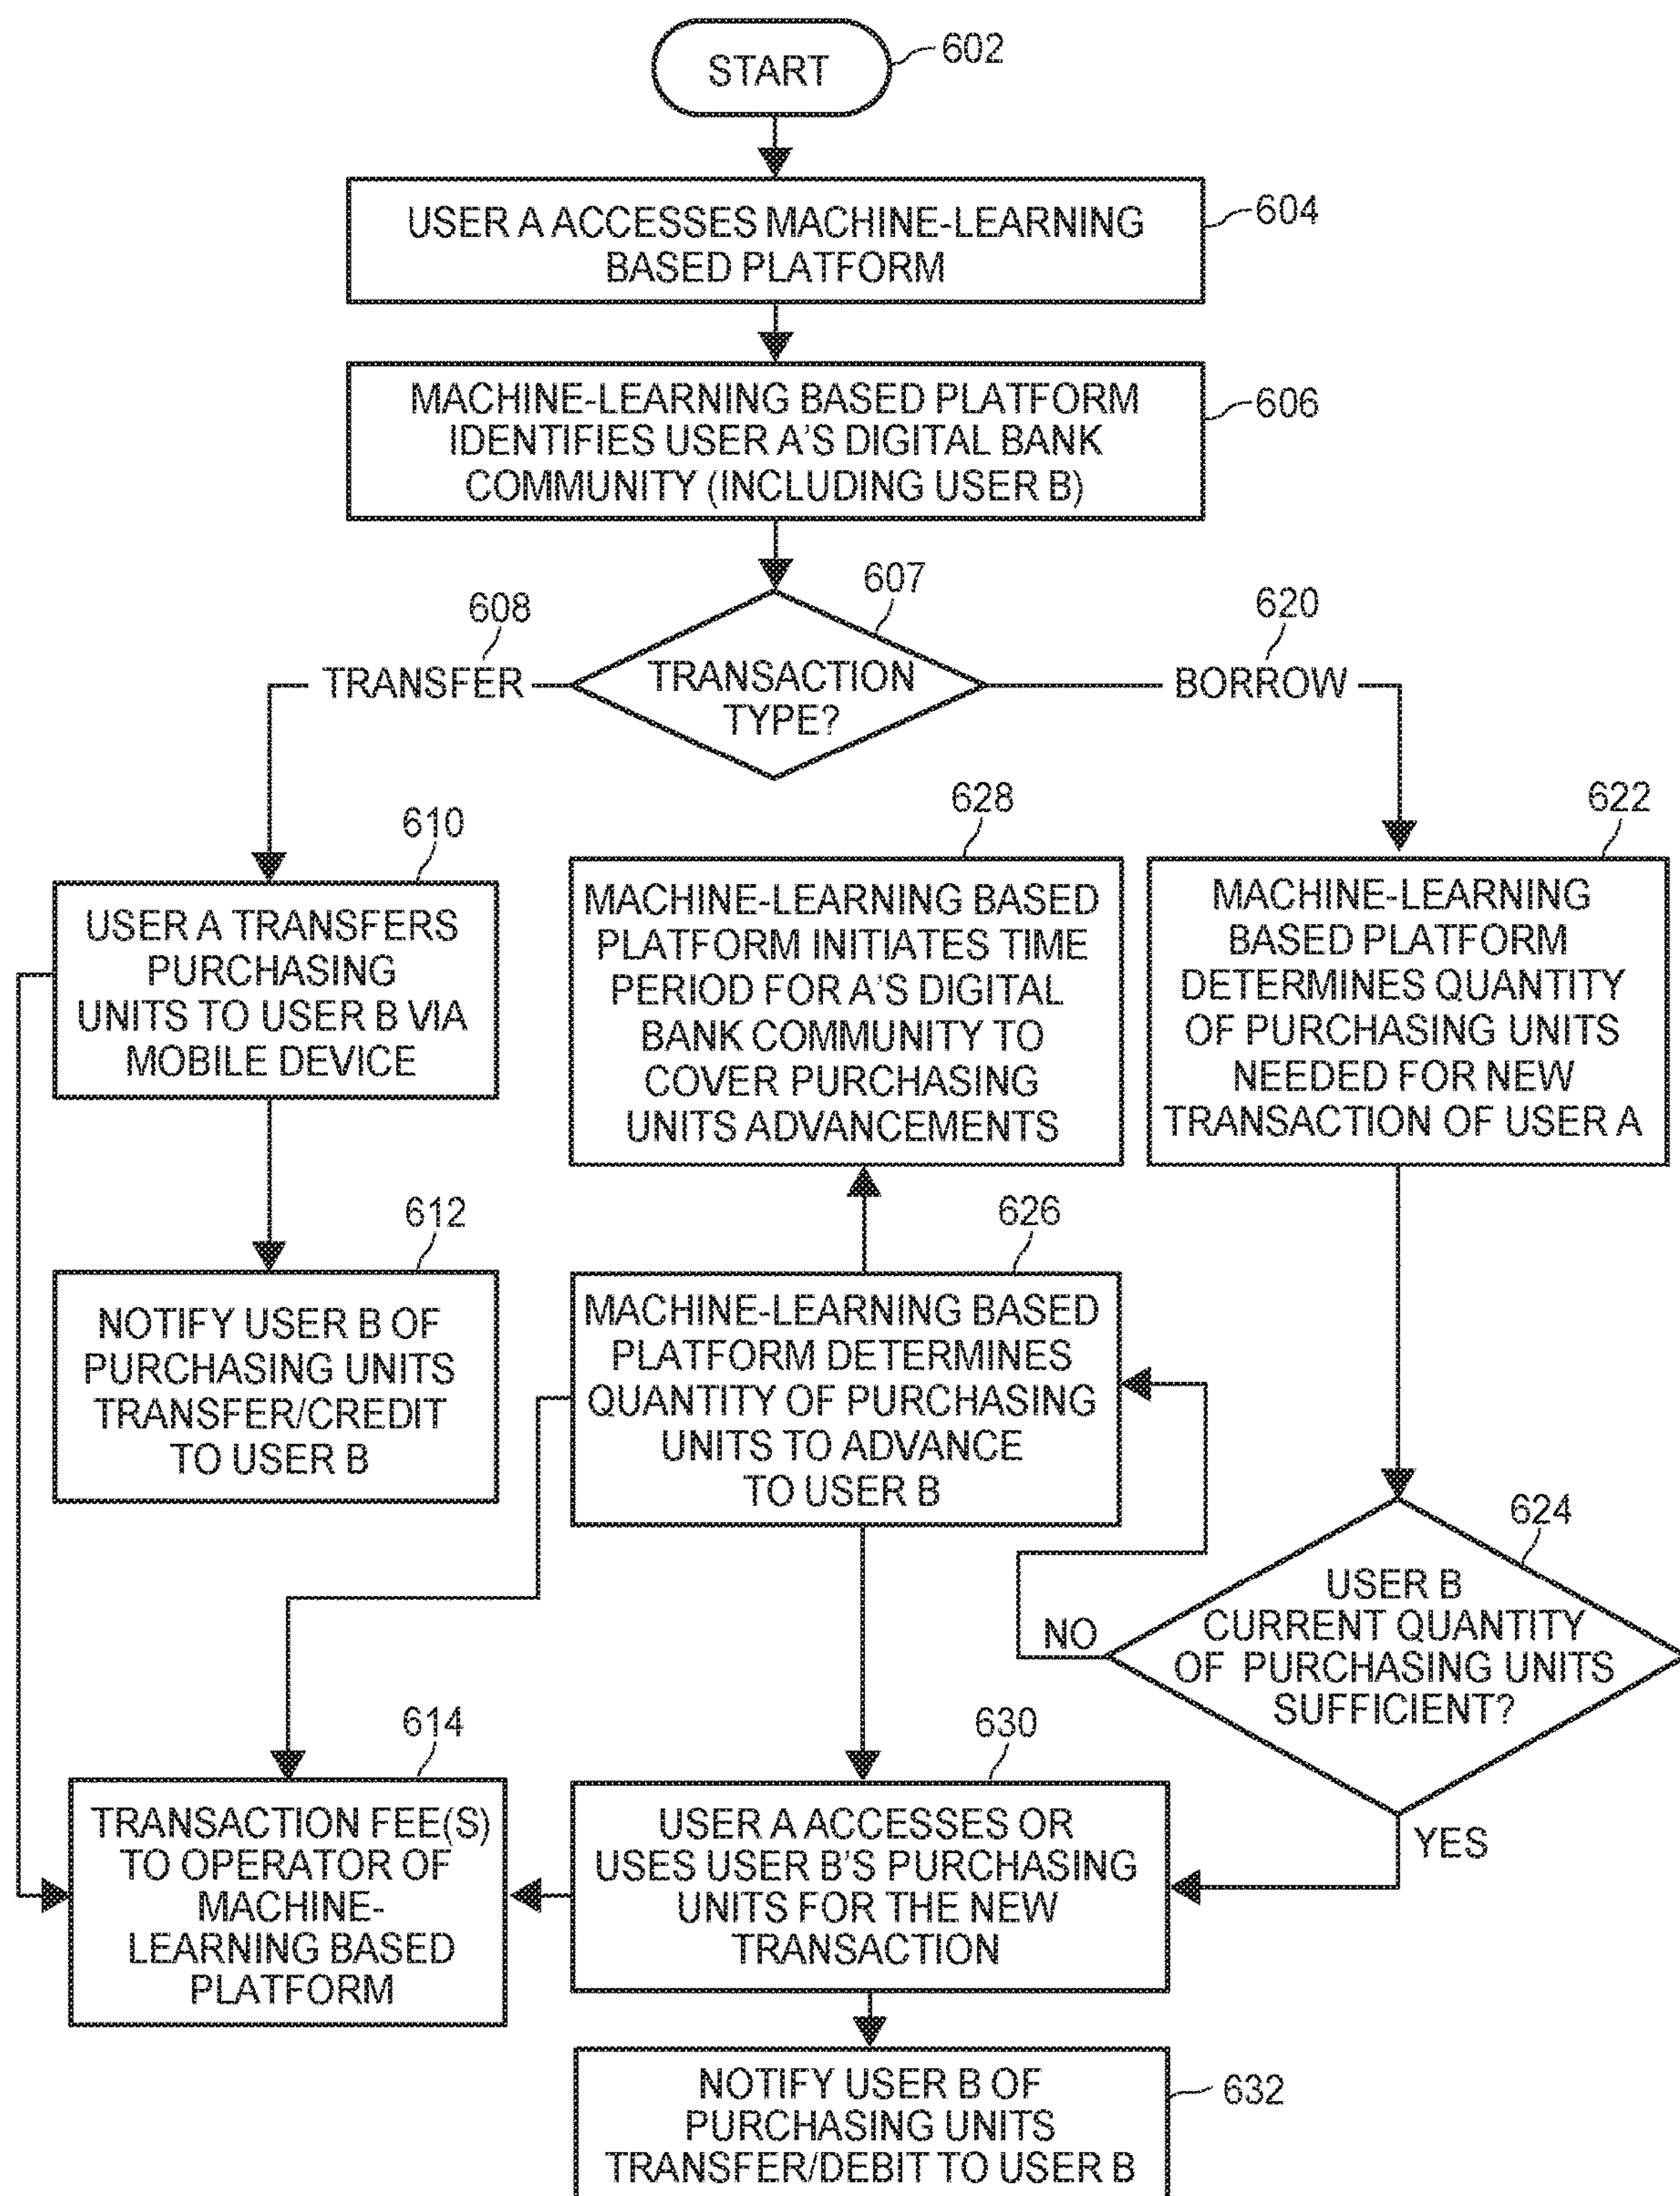 START
602
USER A ACCESSES MACHINE-LEARNING
BASED PLATFORM
604
MACHINE-LEARNING BASED PLATFORM
IDENTIFIES USER A'S DIGITAL BANK
COMMUNITY (INCLUDING USER B)
606
607
608
620
TRANSFER
TRANSACTION
TYPE?
BORROW
610
USER A TRANSFERS
PURCHASING
UNITS TO USER B VIA
MOBILE DEVICE
628
MACHINE-LEARNING BASED
PLATFORM INITIATES TIME
PERIOD FOR A'S DIGITAL
BANK COMMUNITY TO
COVER PURCHASING
UNITS ADVANCEMENTS
622
MACHINE-LEARNING
BASED PLATFORM
DETERMINES QUANTITY
OF PURCHASING UNITS
NEEDED FOR NEW
TRANSACTION OF USER A
612
NOTIFY USER B OF
PURCHASING UNITS
TRANSFER/CREDIT
TO USER B
626
MACHINE-LEARNING BASED
PLATFORM DETERMINES
QUANTITY OF PURCHASING
UNITS TO ADVANCE
TO USER B
624
USER B
CURRENT QUANTITY
OF PURCHASING UNITS
SUFFICIENT?
NO
YES
614
TRANSACTION FEE(S)
TO OPERATOR OF
MACHINE-
LEARNING BASED
PLATFORM
630
USER A ACCESSES OR
USES USER B'S PURCHASING
UNITS FOR THE NEW
TRANSACTION
NOTIFY USER B OF
PURCHASING UNITS
TRANSFER/DEBIT TO USER B
632